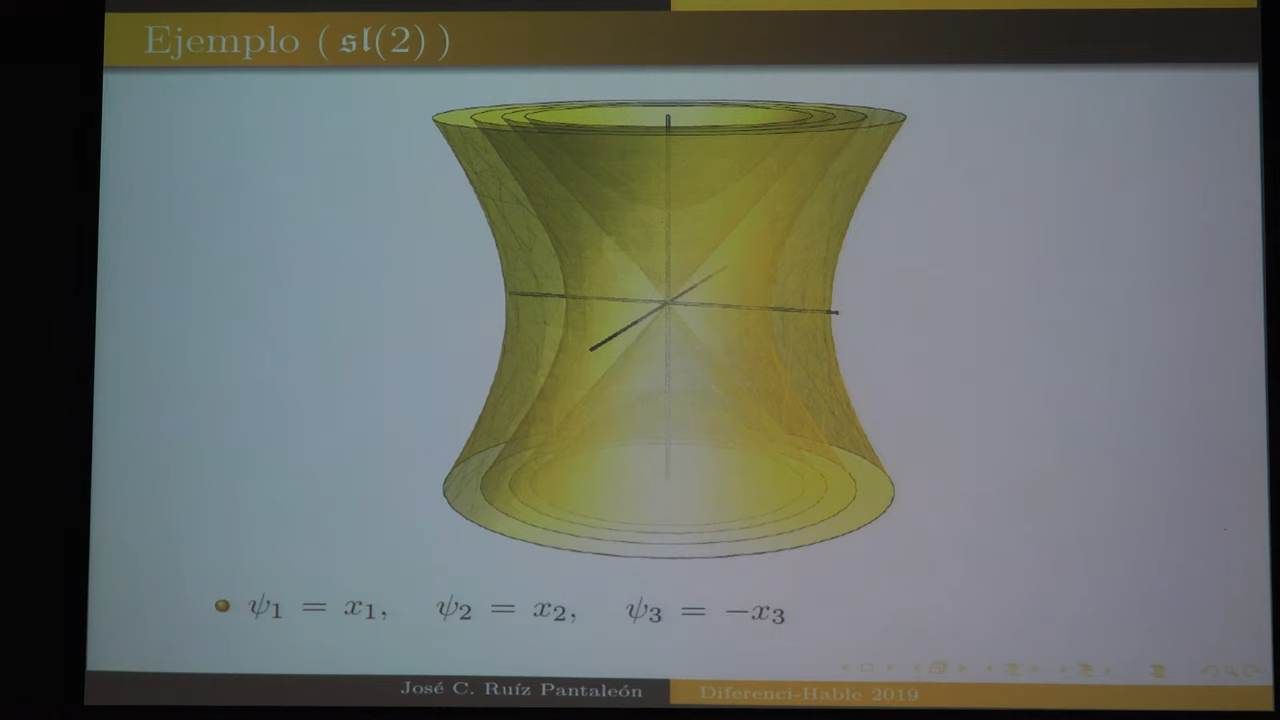 Ejemplo ( 𝔰𝔩(2) )
ψ₁ = x₁, ψ₂ = x₂, ψ₃ = −x₃
José C. Ruíz Pantaleón
Diferenci-Hable 2019